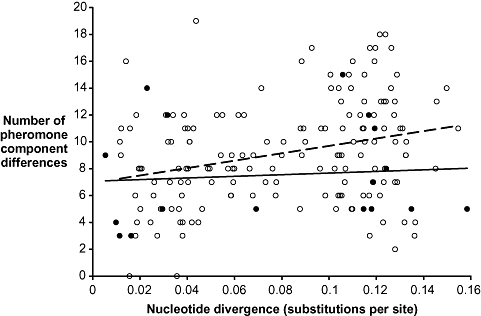 20
18
16
14
12
10
8
6
4
2
0
Number of
pheromone
component
differences
0 0.02 0.04 0.06 0.08 0.10 0.12 0.14 0.16
Nucleotide divergence (substitutions per site)